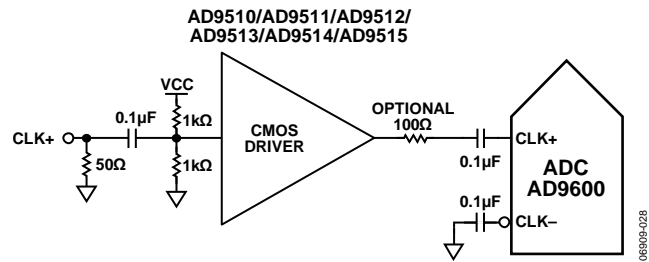 AD9510/AD9511/AD9512/
AD9513/AD9514/AD9515
VCC
0.1µF
1kΩ
CLK+
50Ω
1kΩ
CMOS
DRIVER
OPTIONAL
100Ω
0.1µF
CLK+
ADC
AD9600
0.1µF
CLK–
06909-028